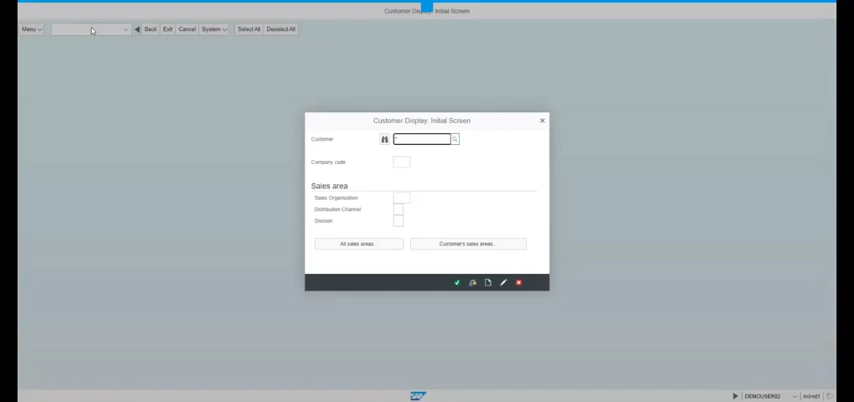 Customer Display: Initial Screen
Menu
Back Exit Cancel System Select All Deselect All
Customer Display: Initial Screen
Customer *
Company code
Sales area
Sales Organization
Distribution Channel
Division
All sales areas...
Customer's sales areas...
SAP
DEMOUSER02